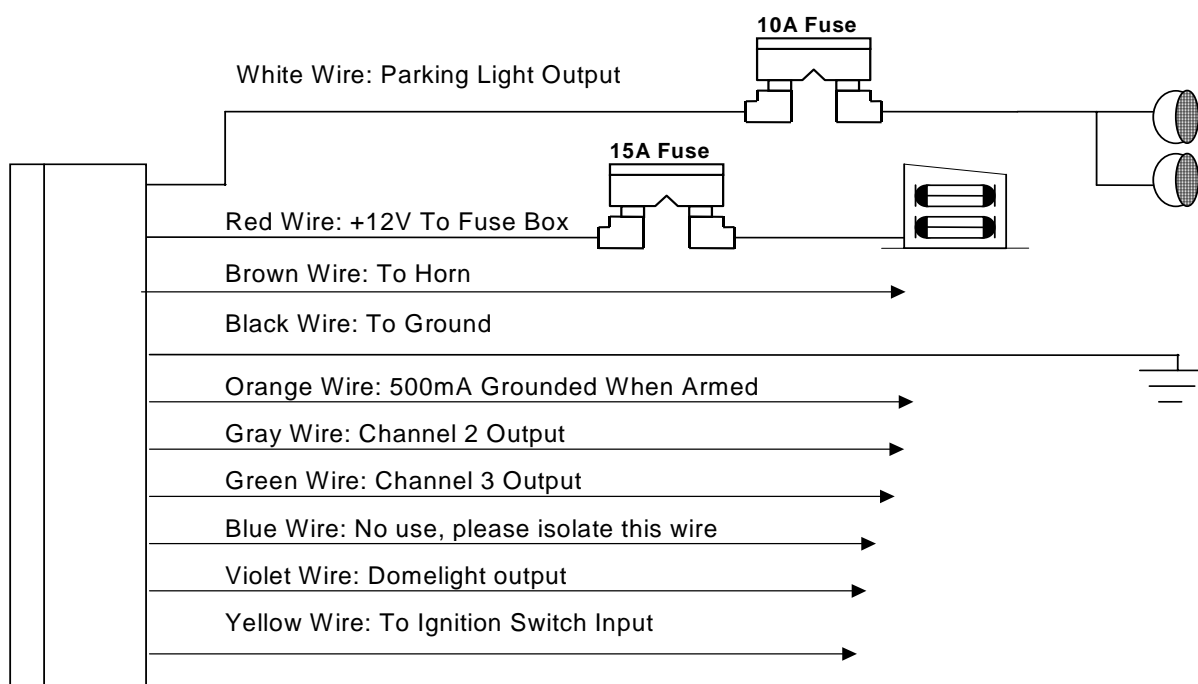 10A Fuse
White Wire: Parking Light Output
15A Fuse
Red Wire: +12V To Fuse Box
Brown Wire: To Horn
Black Wire: To Ground
Orange Wire: 500mA Grounded When Armed
Gray Wire: Channel 2 Output
Green Wire: Channel 3 Output
Blue Wire: No use, please isolate this wire
Violet Wire: Domelight output
Yellow Wire: To Ignition Switch Input